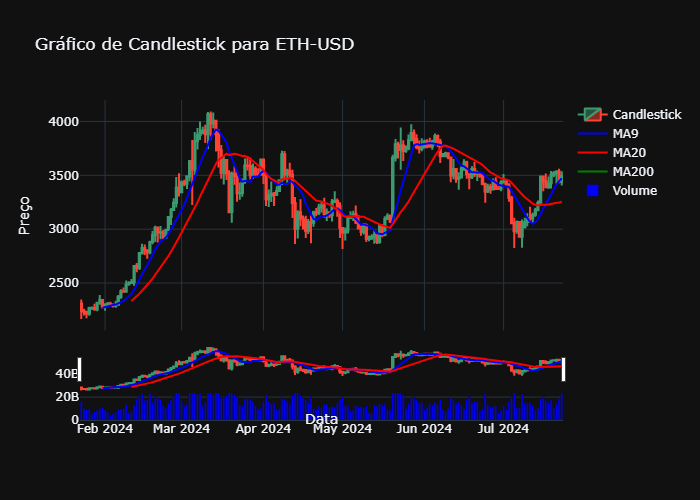 Gráfico de Candlestick para ETH-USD
4000
3500
3000
2500
Preço
Candlestick
MA9
MA20
MA200
Volume
40B
20B
0
Feb 2024
Mar 2024
Apr 2024
May 2024
Jun 2024
Jul 2024
Data